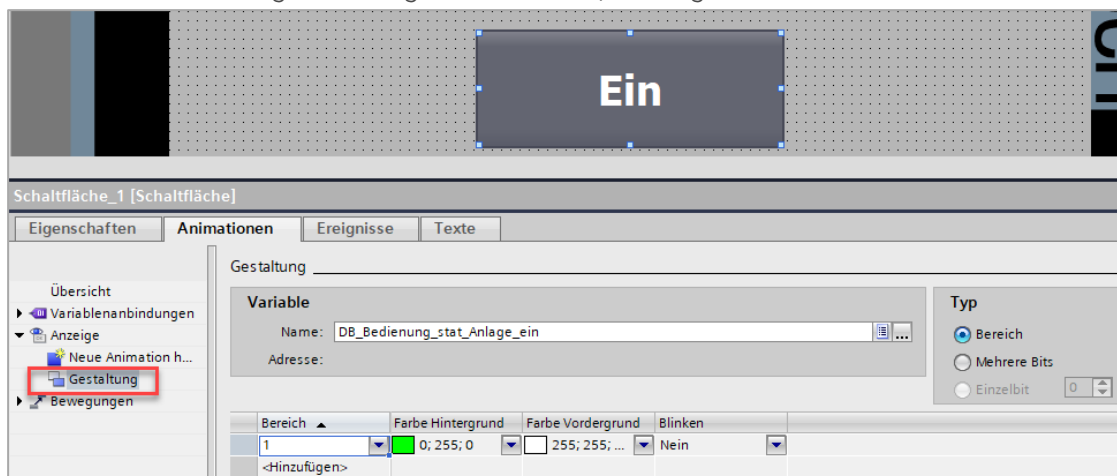 Ein
Schaltfläche_1 [Schaltfläche]
Eigenschaften Animationen Ereignisse Texte
Gestaltung
Übersicht
Variablenanbindungen
Anzeige
Neue Animation h...
Gestaltung
Bewegungen
Variable
Name: DB_Bedienung_stat_Anlage_ein ...
Adresse:
Typ
Bereich
Mehrere Bits
Einzelbit 0
Bereich Farbe Hintergrund Farbe Vordergrund Blinken
1 0; 255; 0 255; 255; ... Nein
<Hinzufügen>